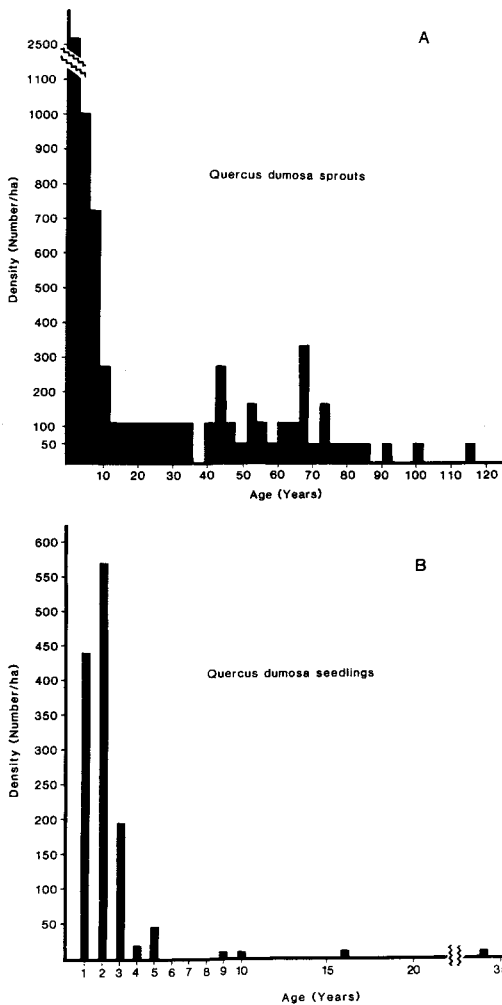 A
2500
1100
1000
900
800
700
600
500
400
300
200
100
50
Density (Number/ha)
Quercus dumosa sprouts
10 20 30 40 50 60 70 80 90 100 110 120
Age (Years)
B
600
550
500
450
400
350
300
250
200
150
100
50
Density (Number/ha)
Quercus dumosa seedlings
1 2 3 4 5 6 7 8 9 10 15 20
Age (Years)